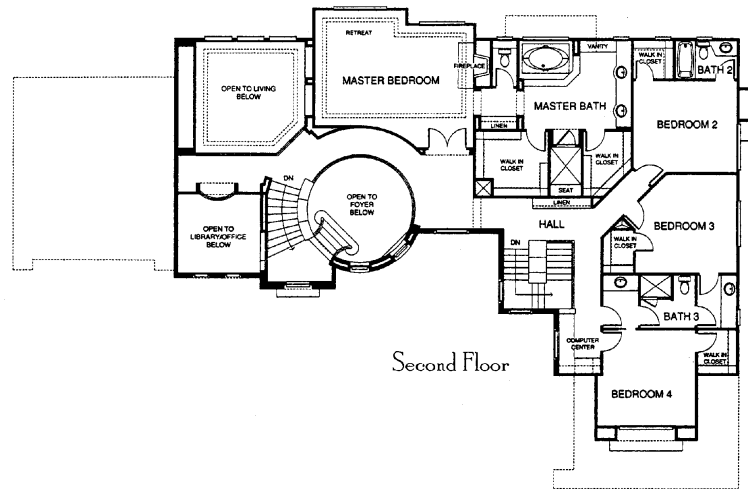 RETREAT
MASTER BEDROOM
FIREPLACE
VANITY
WALK IN
CLOSET
BATH 2
OPEN TO LIVING
BELOW
MASTER BATH
LINEN
BEDROOM 2
WALK IN
CLOSET
WALK IN
CLOSET
SEAT
DN
OPEN TO
FOYER
BELOW
LINEN
OPEN TO
LIBRARY/OFFICE
BELOW
HALL
BEDROOM 3
WALK IN
CLOSET
DN
BATH 3
COMPUTER
CENTER
WALK IN
CLOSET
Second Floor
BEDROOM 4